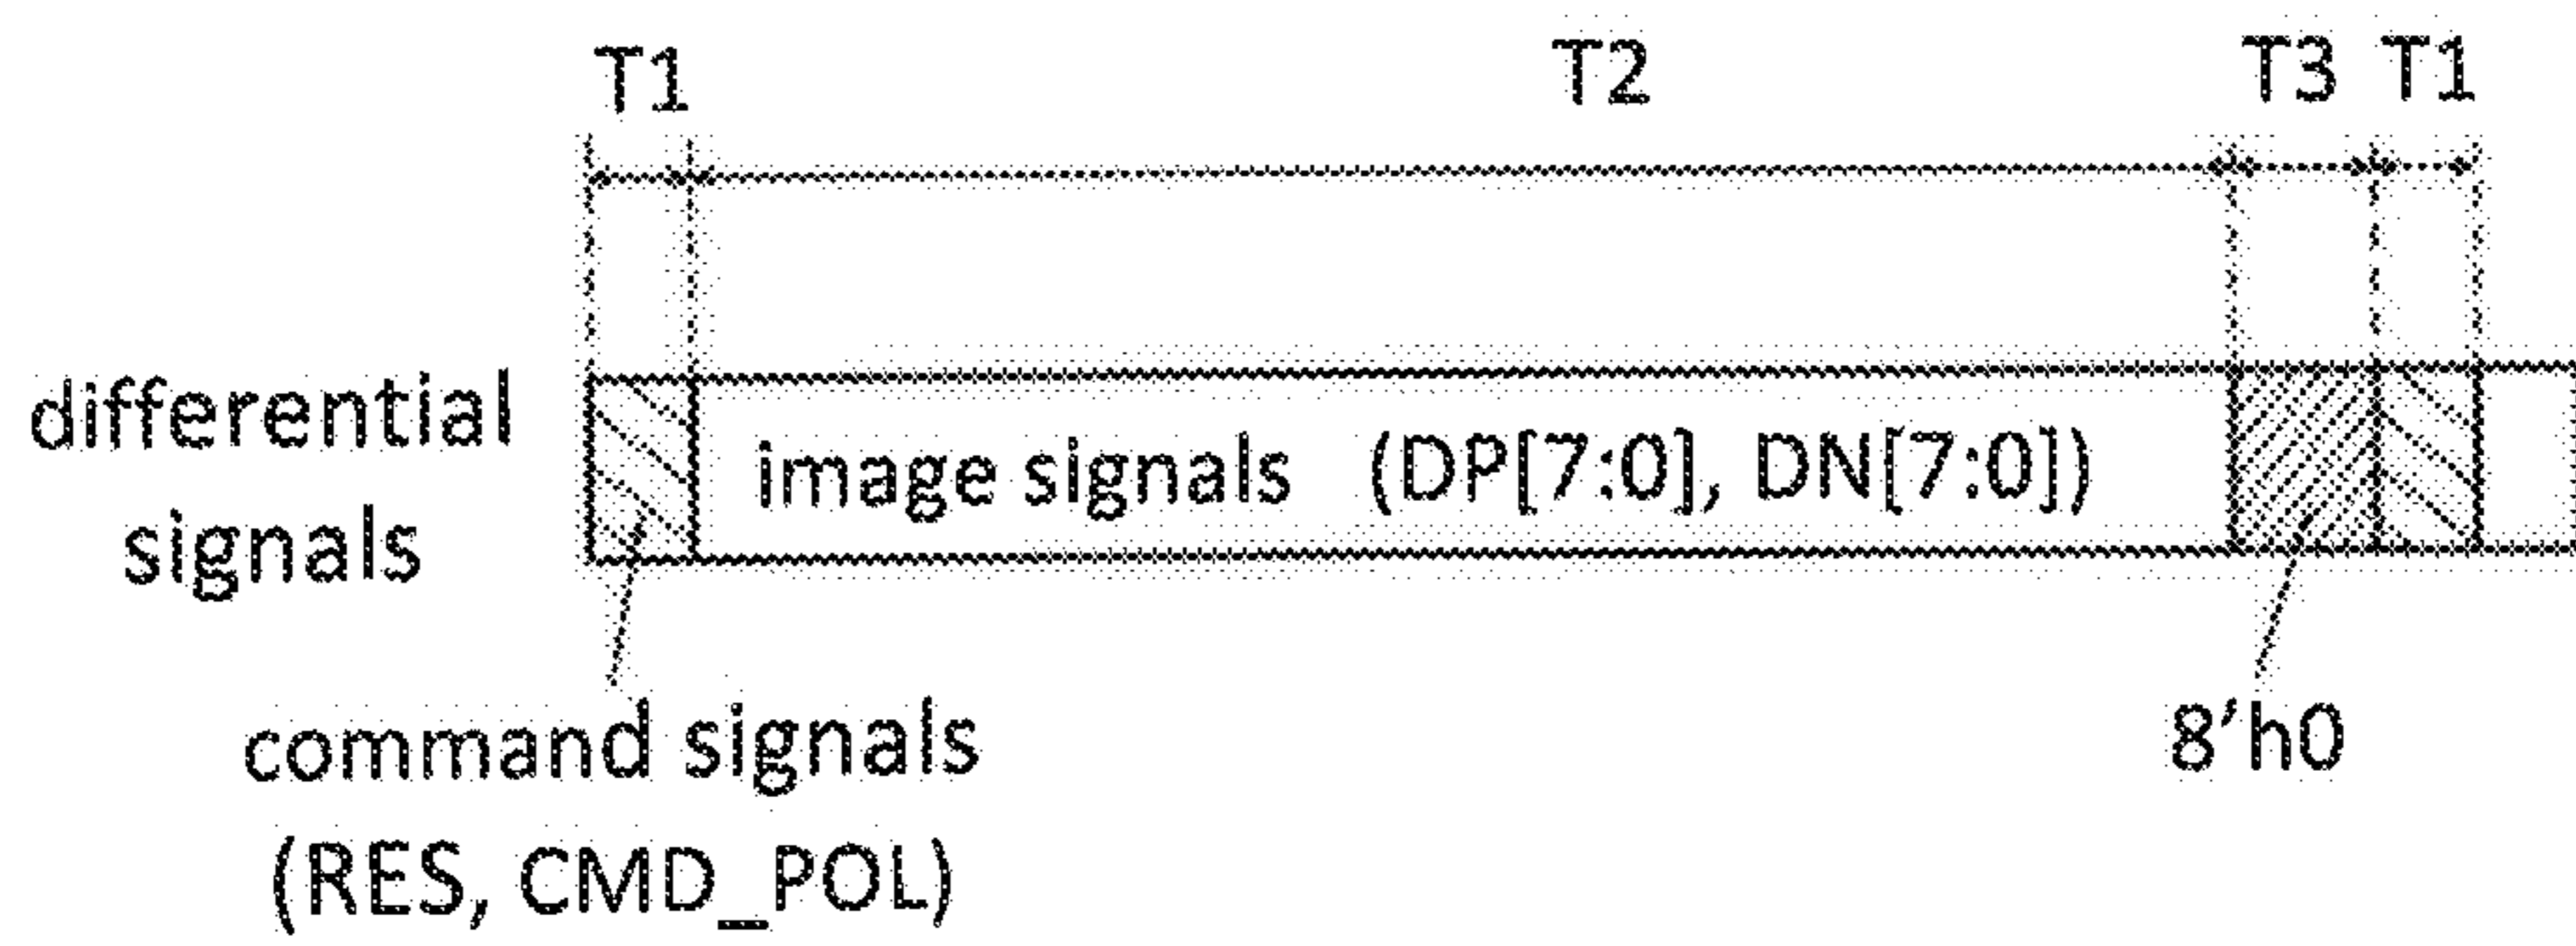 T1 T2 T3 T1
differential
signals
image signals (DP[7:0], DN[7:0])
command signals
(RES, CMD_POL)
8'h0